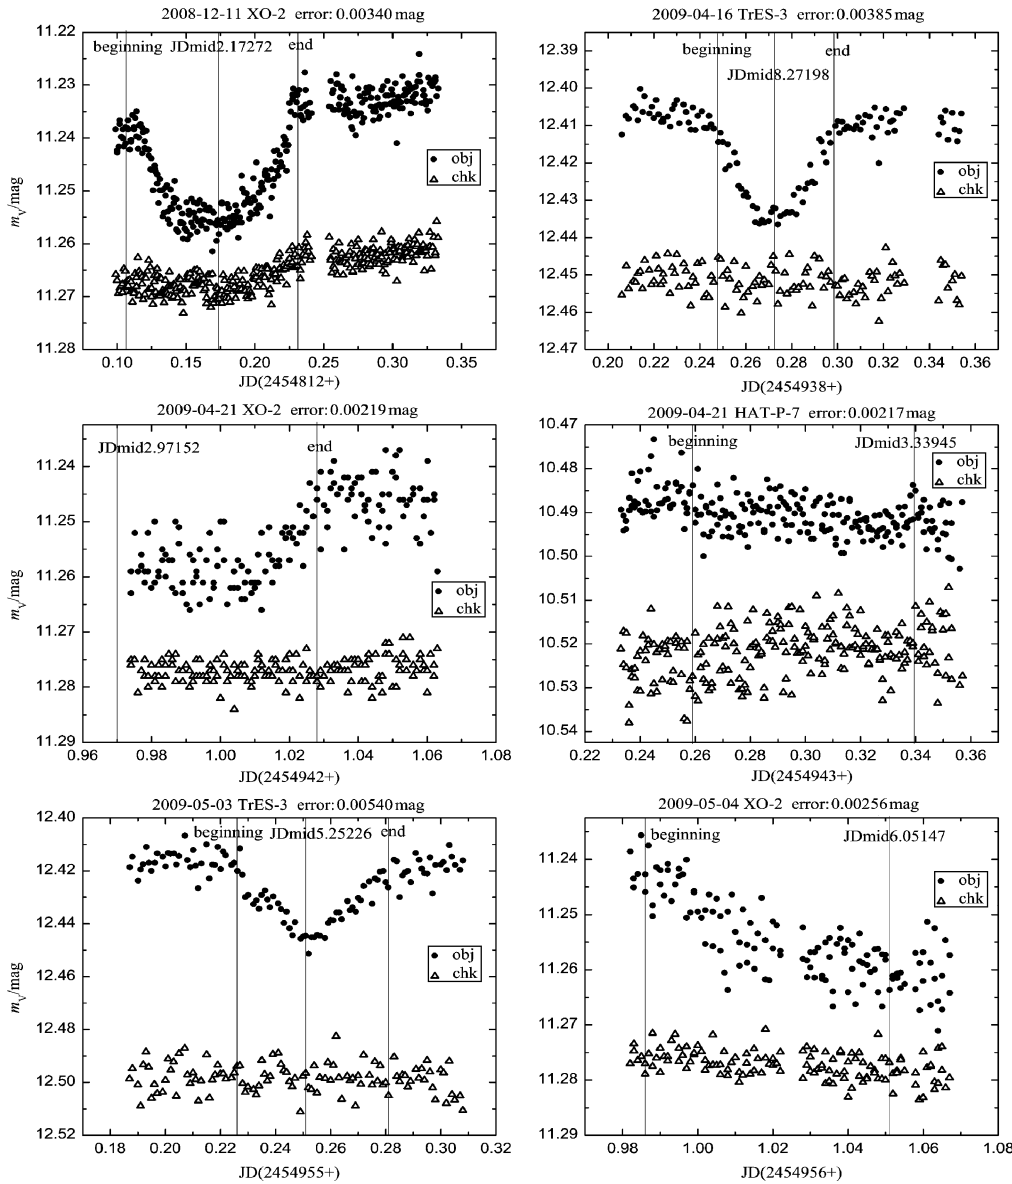 2008-12-11 XO-2 error:0.00340 mag
beginning JDmid2.17272 end
11.22
11.23
11.24
11.25
11.26
11.27
11.28
mV/mag
obj
chk
0.10 0.15 0.20 0.25 0.30 0.35
JD(2454812+)
2009-04-16 TrES-3 error:0.00385 mag
beginning end
JDmid8.27198
12.39
12.40
12.41
12.42
12.43
12.44
12.45
12.46
12.47
obj
chk
0.20 0.22 0.24 0.26 0.28 0.30 0.32 0.34 0.36
JD(2454938+)
2009-04-21 XO-2 error:0.00219 mag
JDmid2.97152 end
11.24
11.25
11.26
11.27
11.28
11.29
mV/mag
obj
chk
0.96 0.98 1.00 1.02 1.04 1.06 1.08
JD(2454942+)
2009-04-21 HAT-P-7 error:0.00217 mag
beginning JDmid3.33945
10.47
10.48
10.49
10.50
10.51
10.52
10.53
10.54
obj
chk
0.22 0.24 0.26 0.28 0.30 0.32 0.34 0.36
JD(2454943+)
2009-05-03 TrES-3 error:0.00540 mag
beginning JDmid5.25226 end
12.40
12.42
12.44
12.46
12.48
12.50
12.52
mV/mag
obj
chk
0.18 0.20 0.22 0.24 0.26 0.28 0.30 0.32
JD(2454955+)
2009-05-04 XO-2 error:0.00256 mag
beginning JDmid6.05147
11.24
11.25
11.26
11.27
11.28
11.29
obj
chk
0.98 1.00 1.02 1.04 1.06 1.08
JD(2454956+)